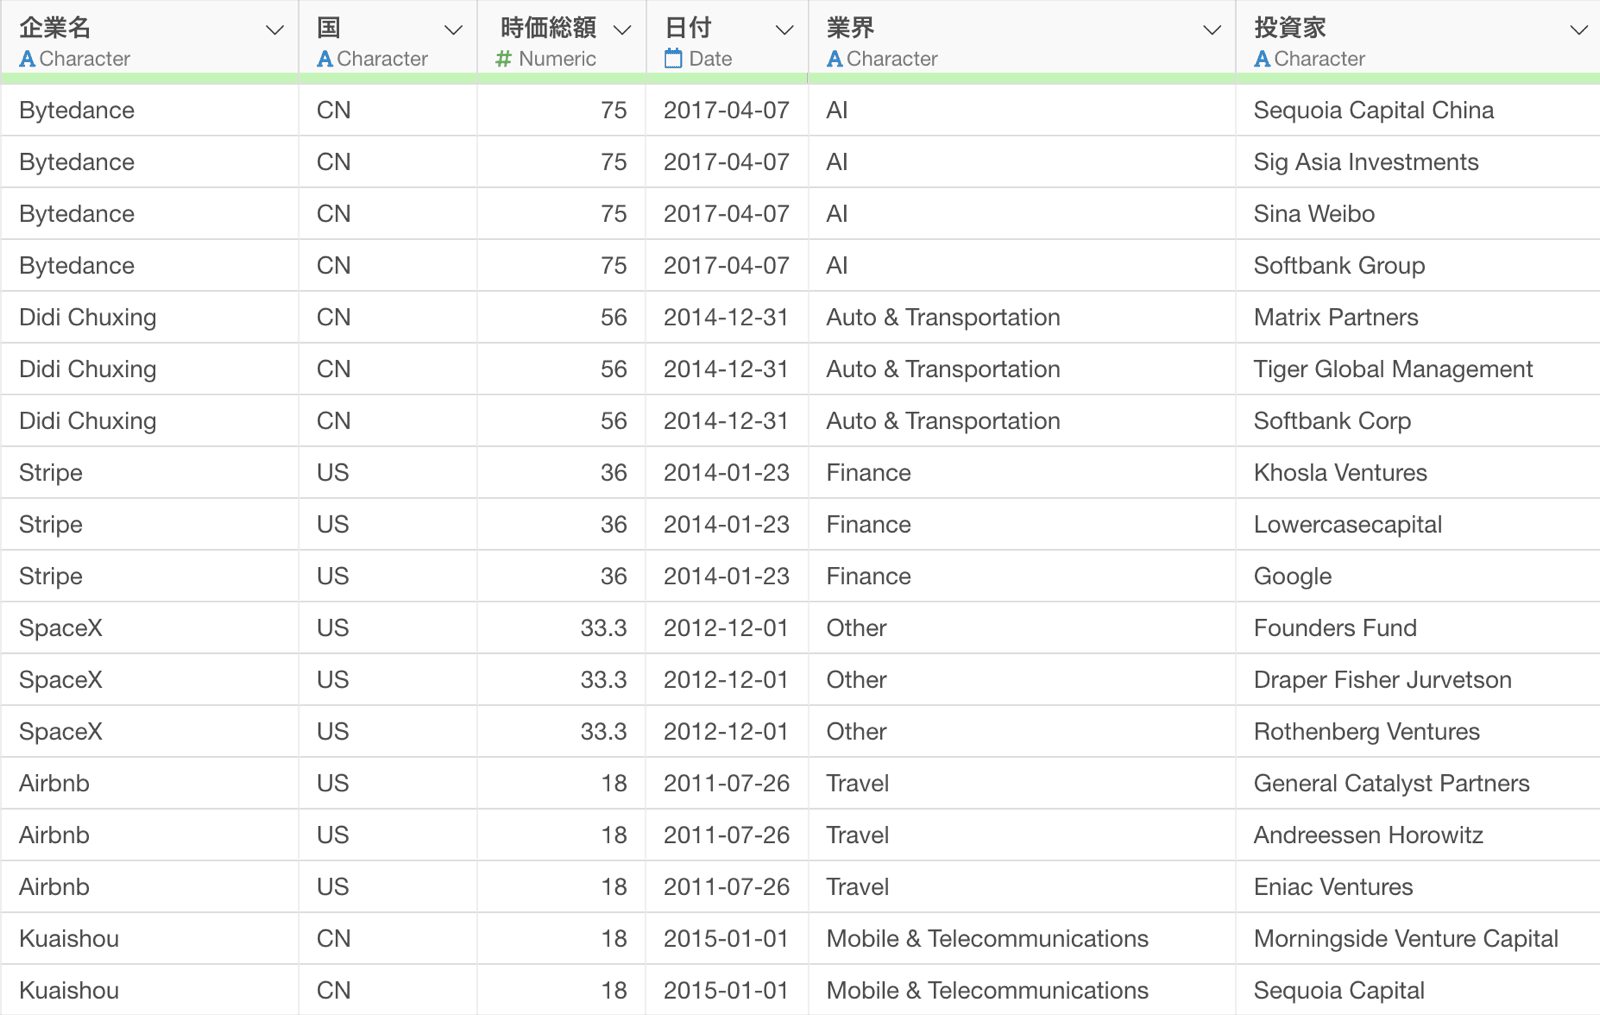 企業名 国 時価総額 日付 業界 投資家
Character Character # Numeric Date Character Character
Bytedance CN 75 2017-04-07 AI Sequoia Capital China
Bytedance CN 75 2017-04-07 AI Sig Asia Investments
Bytedance CN 75 2017-04-07 AI Sina Weibo
Bytedance CN 75 2017-04-07 AI Softbank Group
Didi Chuxing CN 56 2014-12-31 Auto & Transportation Matrix Partners
Didi Chuxing CN 56 2014-12-31 Auto & Transportation Tiger Global Management
Didi Chuxing CN 56 2014-12-31 Auto & Transportation Softbank Corp
Stripe US 36 2014-01-23 Finance Khosla Ventures
Stripe US 36 2014-01-23 Finance Lowercasecapital
Stripe US 36 2014-01-23 Finance Google
SpaceX US 33.3 2012-12-01 Other Founders Fund
SpaceX US 33.3 2012-12-01 Other Draper Fisher Jurvetson
SpaceX US 33.3 2012-12-01 Other Rothenberg Ventures
Airbnb US 18 2011-07-26 Travel General Catalyst Partners
Airbnb US 18 2011-07-26 Travel Andreessen Horowitz
Airbnb US 18 2011-07-26 Travel Eniac Ventures
Kuaishou CN 18 2015-01-01 Mobile & Telecommunications Morningside Venture Capital
Kuaishou CN 18 2015-01-01 Mobile & Telecommunications Sequoia Capital